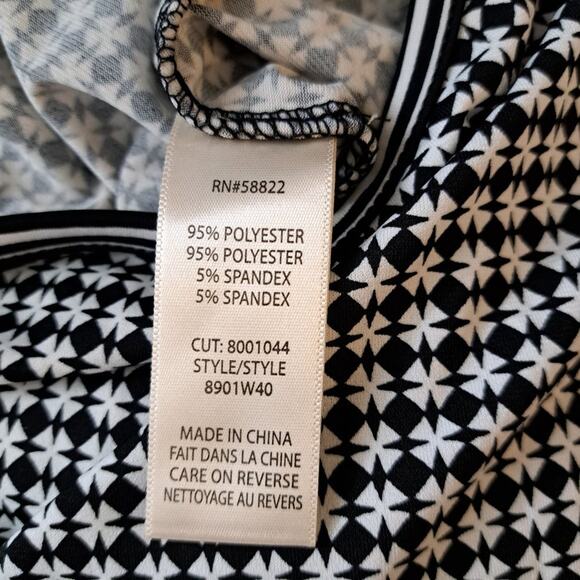 RN#58822
95% POLYESTER
95% POLYESTER
5% SPANDEX
5% SPANDEX
CUT: 8001044
STYLE/STYLE
8901W40
MADE IN CHINA
FAIT DANS LA CHINE
CARE ON REVERSE
NETTOYAGE AU REVERS